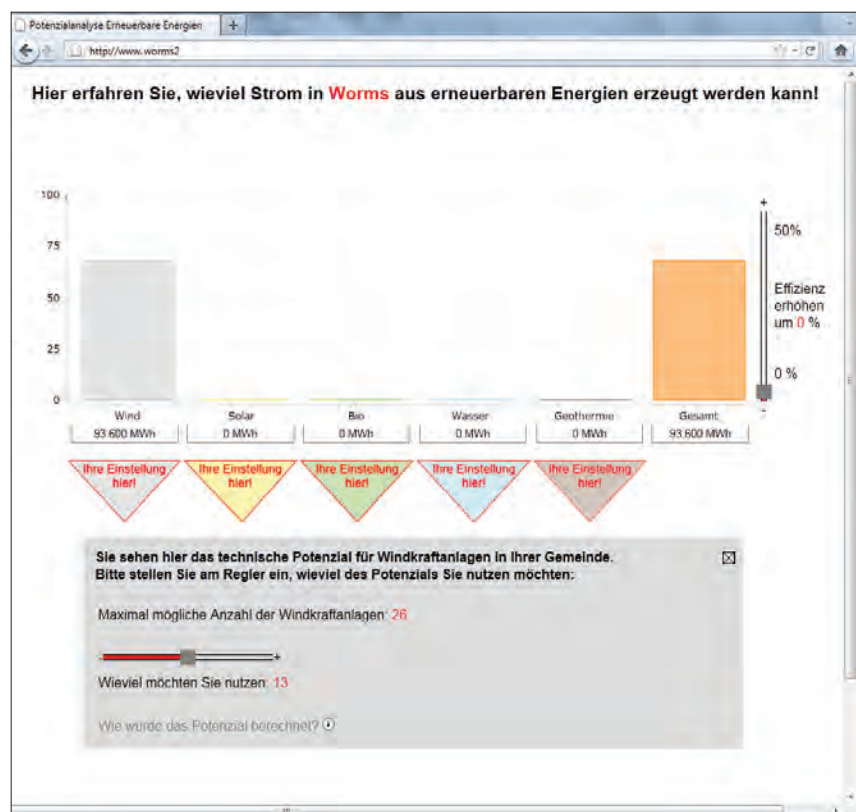 Potenzialanalyse Erneuerbare Energien
http://www.worms2
Hier erfahren Sie, wieviel Strom in Worms aus erneuerbaren Energien erzeugt werden kann!
100
75
50
25
0
+
50%
Effizienz
erhöhen
um 0 %
0 %
-
Wind Solar Bio Wasser Geothermie Gesamt
93.600 MWh 0 MWh 0 MWh 0 MWh 0 MWh 93.600 MWh
Ihre Einstellung Ihre Einstellung Ihre Einstellung Ihre Einstellung Ihre Einstellung
hier! hier! hier! hier! hier!
Sie sehen hier das technische Potenzial für Windkraftanlagen in Ihrer Gemeinde.
Bitte stellen Sie am Regler ein, wieviel des Potenzials Sie nutzen möchten:
Maximal mögliche Anzahl der Windkraftanlagen: 26
- +
Wieviel möchten Sie nutzen: 13
Wie wurde das Potenzial berechnet?